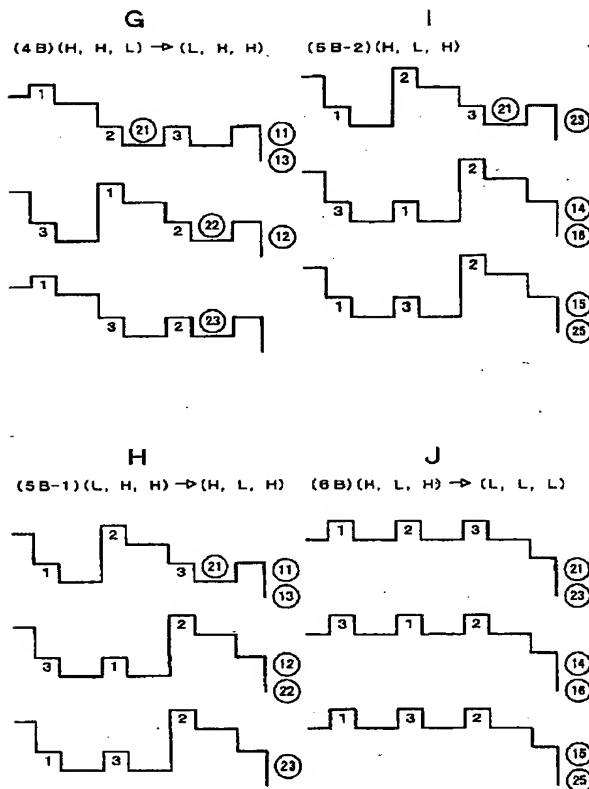 G
(4B)(H, H, L) → (L, H, H)
1 2 ㉑ 3 ⑪
⑬
3 1 2 ㉒ ⑫
1 3 2 ㉓
I
(5B-2)(H, L, H)
1 2 3 ㉑ ㉓
3 1 2 ⑭
⑯
1 3 2 ⑮
㉕
H
(5B-1)(L, H, H) → (H, L, H)
1 2 3 ㉑ ⑪
⑬
3 1 2 ⑫
㉒
1 3 2 ㉓
J
(6B)(H, L, H) → (L, L, L)
1 2 3 ㉑
㉓
3 1 2 ⑭
⑯
1 3 2 ⑮
㉕